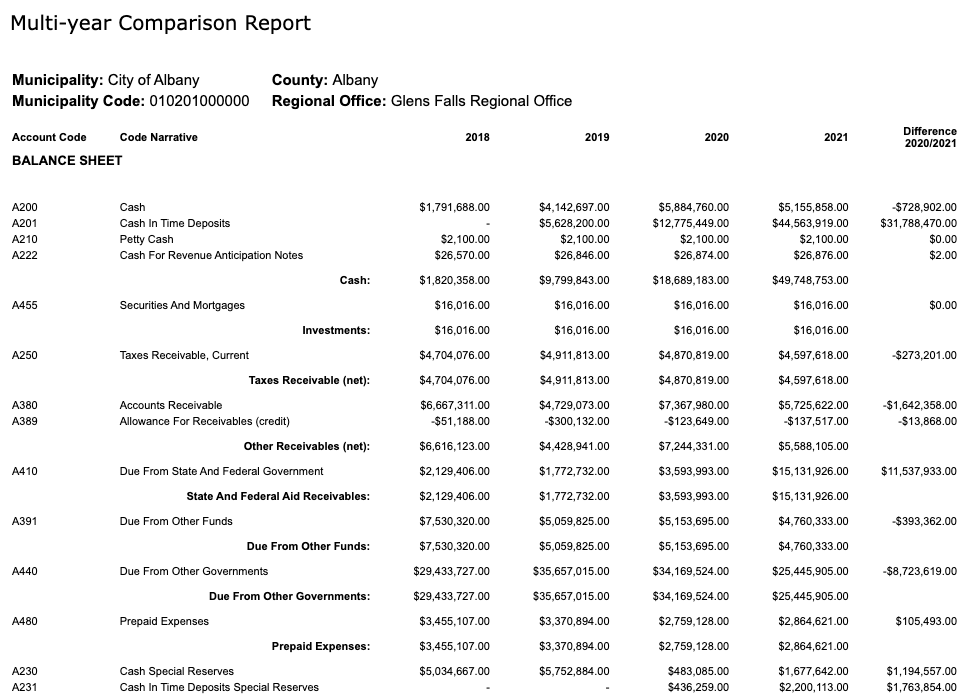 Multi-year Comparison Report
Municipality: City of Albany County: Albany
Municipality Code: 010201000000 Regional Office: Glens Falls Regional Office
Account Code Code Narrative 2018 2019 2020 2021 Difference 2020/2021
BALANCE SHEET
A200 Cash $1,791,688.00 $4,142,697.00 $5,884,760.00 $5,155,858.00 -$728,902.00
A201 Cash In Time Deposits - $5,628,200.00 $12,775,449.00 $44,563,919.00 $31,788,470.00
A210 Petty Cash $2,100.00 $2,100.00 $2,100.00 $2,100.00 $0.00
A222 Cash For Revenue Anticipation Notes $26,570.00 $26,846.00 $26,874.00 $26,876.00 $2.00
Cash: $1,820,358.00 $9,799,843.00 $18,689,183.00 $49,748,753.00
A455 Securities And Mortgages $16,016.00 $16,016.00 $16,016.00 $16,016.00 $0.00
Investments: $16,016.00 $16,016.00 $16,016.00 $16,016.00
A250 Taxes Receivable, Current $4,704,076.00 $4,911,813.00 $4,870,819.00 $4,597,618.00 -$273,201.00
Taxes Receivable (net): $4,704,076.00 $4,911,813.00 $4,870,819.00 $4,597,618.00
A380 Accounts Receivable $6,667,311.00 $4,729,073.00 $7,367,980.00 $5,725,622.00 -$1,642,358.00
A389 Allowance For Receivables (credit) -$51,188.00 -$300,132.00 -$123,649.00 -$137,517.00 -$13,868.00
Other Receivables (net): $6,616,123.00 $4,428,941.00 $7,244,331.00 $5,588,105.00
A410 Due From State And Federal Government $2,129,406.00 $1,772,732.00 $3,593,993.00 $15,131,926.00 $11,537,933.00
State And Federal Aid Receivables: $2,129,406.00 $1,772,732.00 $3,593,993.00 $15,131,926.00
A391 Due From Other Funds $7,530,320.00 $5,059,825.00 $5,153,695.00 $4,760,333.00 -$393,362.00
Due From Other Funds: $7,530,320.00 $5,059,825.00 $5,153,695.00 $4,760,333.00
A440 Due From Other Governments $29,433,727.00 $35,657,015.00 $34,169,524.00 $25,445,905.00 -$8,723,619.00
Due From Other Governments: $29,433,727.00 $35,657,015.00 $34,169,524.00 $25,445,905.00
A480 Prepaid Expenses $3,455,107.00 $3,370,894.00 $2,759,128.00 $2,864,621.00 $105,493.00
Prepaid Expenses: $3,455,107.00 $3,370,894.00 $2,759,128.00 $2,864,621.00
A230 Cash Special Reserves $5,034,667.00 $5,752,884.00 $483,085.00 $1,677,642.00 $1,194,557.00
A231 Cash In Time Deposits Special Reserves - - $436,259.00 $2,200,113.00 $1,763,854.00